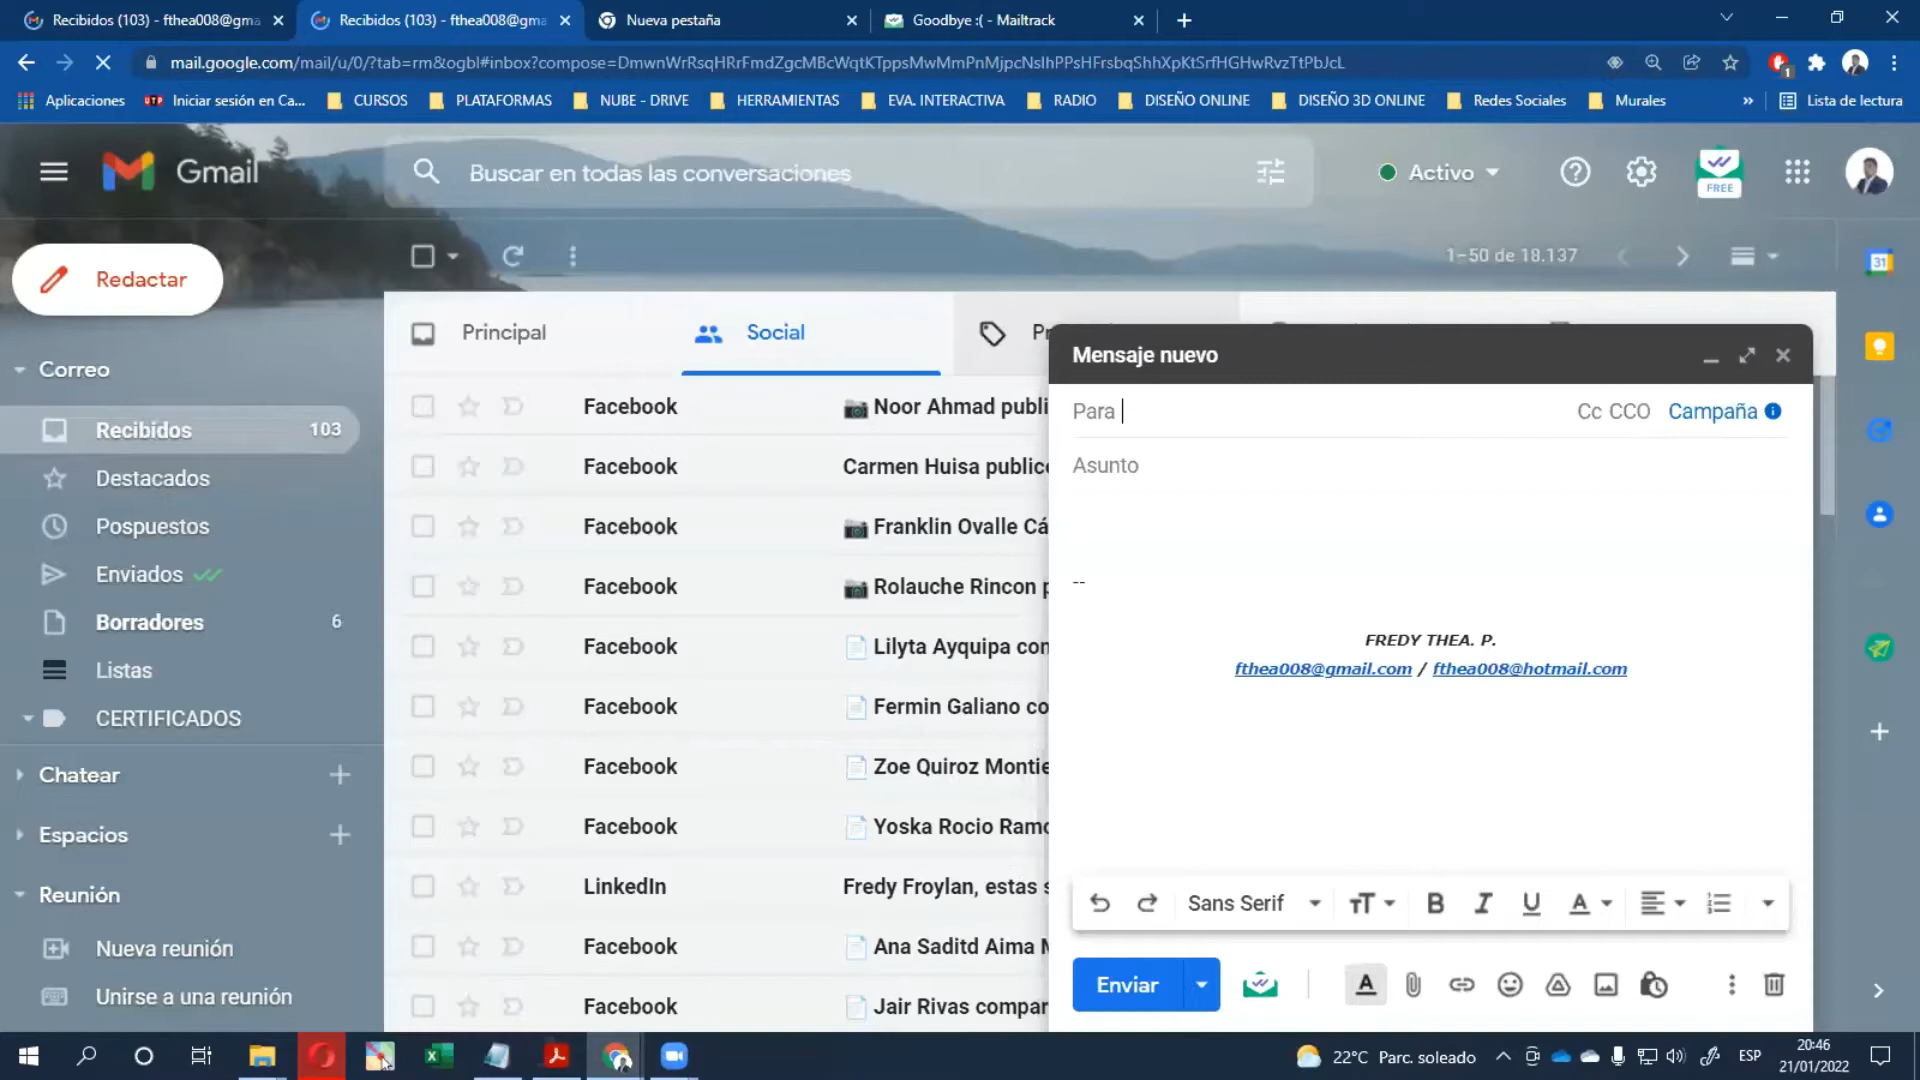 Recibidos (103) - fthea008@gma
Recibidos (103) - fthea008@gma
Nueva pestaña
Goodbye :( - Mailtrack
mail.google.com/mail/u/0/?tab=rm&ogbl#inbox?compose=DmwnWrRsqHRrFmdZgcMBcWqtKTppsMwMmPnMjpcNslhPPsHFrsbqShhXpKtSrfHGHwRvzTtPbJcL
1
Aplicaciones
UTP Iniciar sesión en Ca...
CURSOS
PLATAFORMAS
NUBE - DRIVE
HERRAMIENTAS
EVA. INTERACTIVA
RADIO
DISEÑO ONLINE
DISEÑO 3D ONLINE
Redes Sociales
Murales
»
Lista de lectura
Gmail
Buscar en todas las conversaciones
Activo
FREE
Redactar
1–50 de 18.137
31
Principal
Social
Pr
Correo
Recibidos 103
Destacados
Pospuestos
Enviados
Borradores 6
Listas
CERTIFICADOS
Chatear
Espacios
Reunión
Nueva reunión
Unirse a una reunión
Facebook Noor Ahmad publi
Facebook Carmen Huisa publico
Facebook Franklin Ovalle Cá
Facebook Rolauche Rincon p
Facebook Lilyta Ayquipa con
Facebook Fermin Galiano co
Facebook Zoe Quiroz Montie
Facebook Yoska Rocio Ramo
LinkedIn Fredy Froylan, estas s
Facebook Ana Saditd Aima M
Facebook Jair Rivas compar
Mensaje nuevo
Para
Cc CCO Campaña
Asunto
--
FREDY THEA. P.
fthea008@gmail.com / fthea008@hotmail.com
Sans Serif
Enviar
22°C Parc. soleado
ESP
20:46
21/01/2022